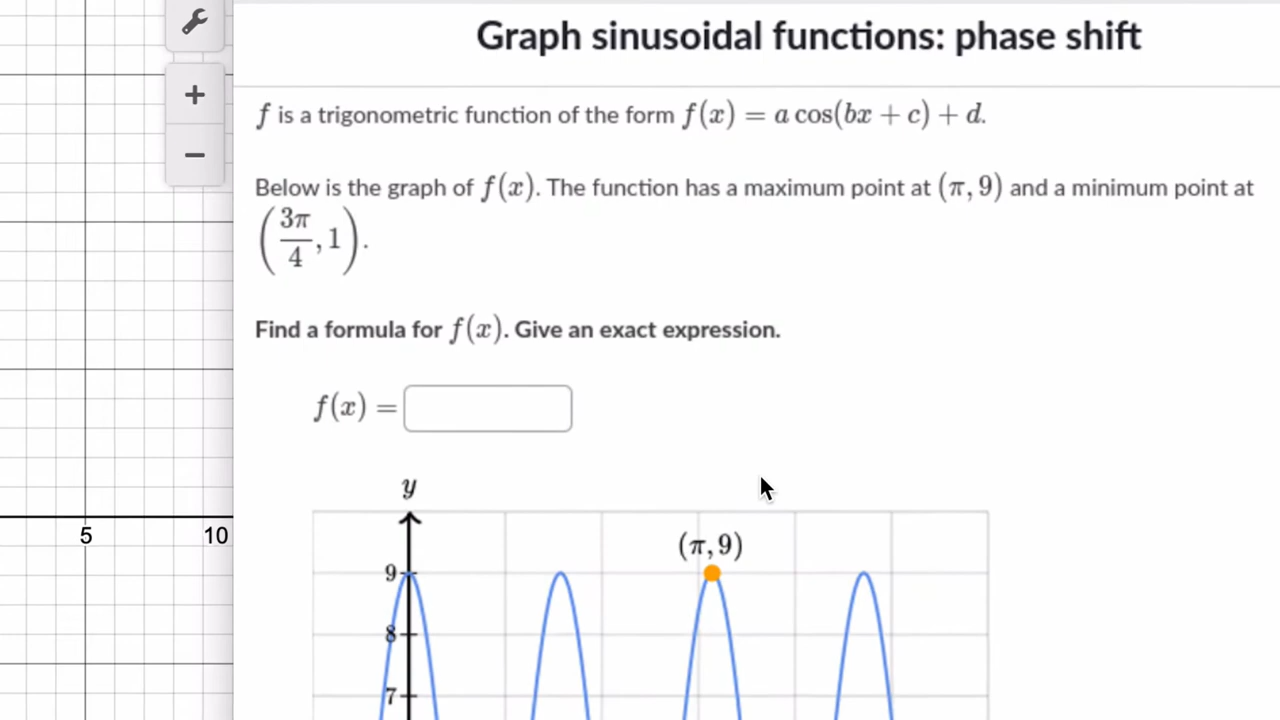 Graph sinusoidal functions: phase shift
f is a trigonometric function of the form f(x) = a cos(bx + c) + d.
Below is the graph of f(x). The function has a maximum point at (π, 9) and a minimum point at
(3π/4, 1).
Find a formula for f(x). Give an exact expression.
f(x) =
y
(π, 9)
9
8
7
+
−
5
10